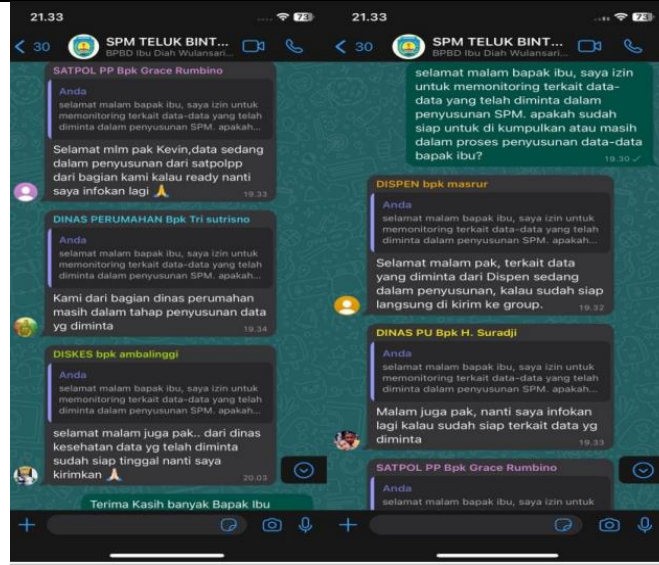 21.33
73
30
SPM TELUK BINT...
BPBD Ibu Diah Wulansari...
SATPOL PP Bpk Grace Rumbino
Anda
selamat malam bapak ibu, saya izin untuk
memonitoring terkait data-data yang telah
diminta dalam penyusunan SPM. apakah...
Selamat mlm pak Kevin,data sedang
dalam penyusunan dari satpolpp
dari bagian kami kalau ready nanti
saya infokan lagi 🙏
19.33
DINAS PERUMAHAN Bpk Tri sutrisno
Anda
selamat malam bapak ibu, saya izin untuk
memonitoring terkait data-data yang telah
diminta dalam penyusunan SPM. apakah...
Kami dari bagian dinas perumahan
masih dalam tahap penyusunan data
yg diminta
19.34
DISKES bpk ambalinggi
Anda
selamat malam bapak ibu, saya izin untuk
memonitoring terkait data-data yang telah
diminta dalam penyusunan SPM. apakah...
selamat malam juga pak.. dari dinas
kesehatan data yg telah diminta
sudah siap tinggal nanti saya
kirimkan 🙏
20.03
Terima Kasih banyak Bapak Ibu
21.33
73
30
SPM TELUK BINT...
BPBD Ibu Diah Wulansari...
selamat malam bapak ibu, saya izin
untuk memonitoring terkait data-
data yang telah diminta dalam
penyusunan SPM. apakah sudah
siap untuk di kumpulkan atau masih
dalam proses penyusunan data-data
bapak ibu?
19.30
DISPEN bpk masrur
Anda
selamat malam bapak ibu, saya izin untuk
memonitoring terkait data-data yang telah
diminta dalam penyusunan SPM. apakah...
Selamat malam pak, terkait data
yang diminta dari Dispen sedang
dalam penyusunan, kalau sudah siap
langsung di kirim ke group.
19.32
DINAS PU Bpk H. Suradji
Anda
selamat malam bapak ibu, saya izin untuk
memonitoring terkait data-data yang telah
diminta dalam penyusunan SPM. apakah...
Malam juga pak, nanti saya infokan
lagi kalau sudah siap terkait data yg
diminta
19.33
SATPOL PP Bpk Grace Rumbino
Anda
selamat malam bapak ibu, saya izin untuk